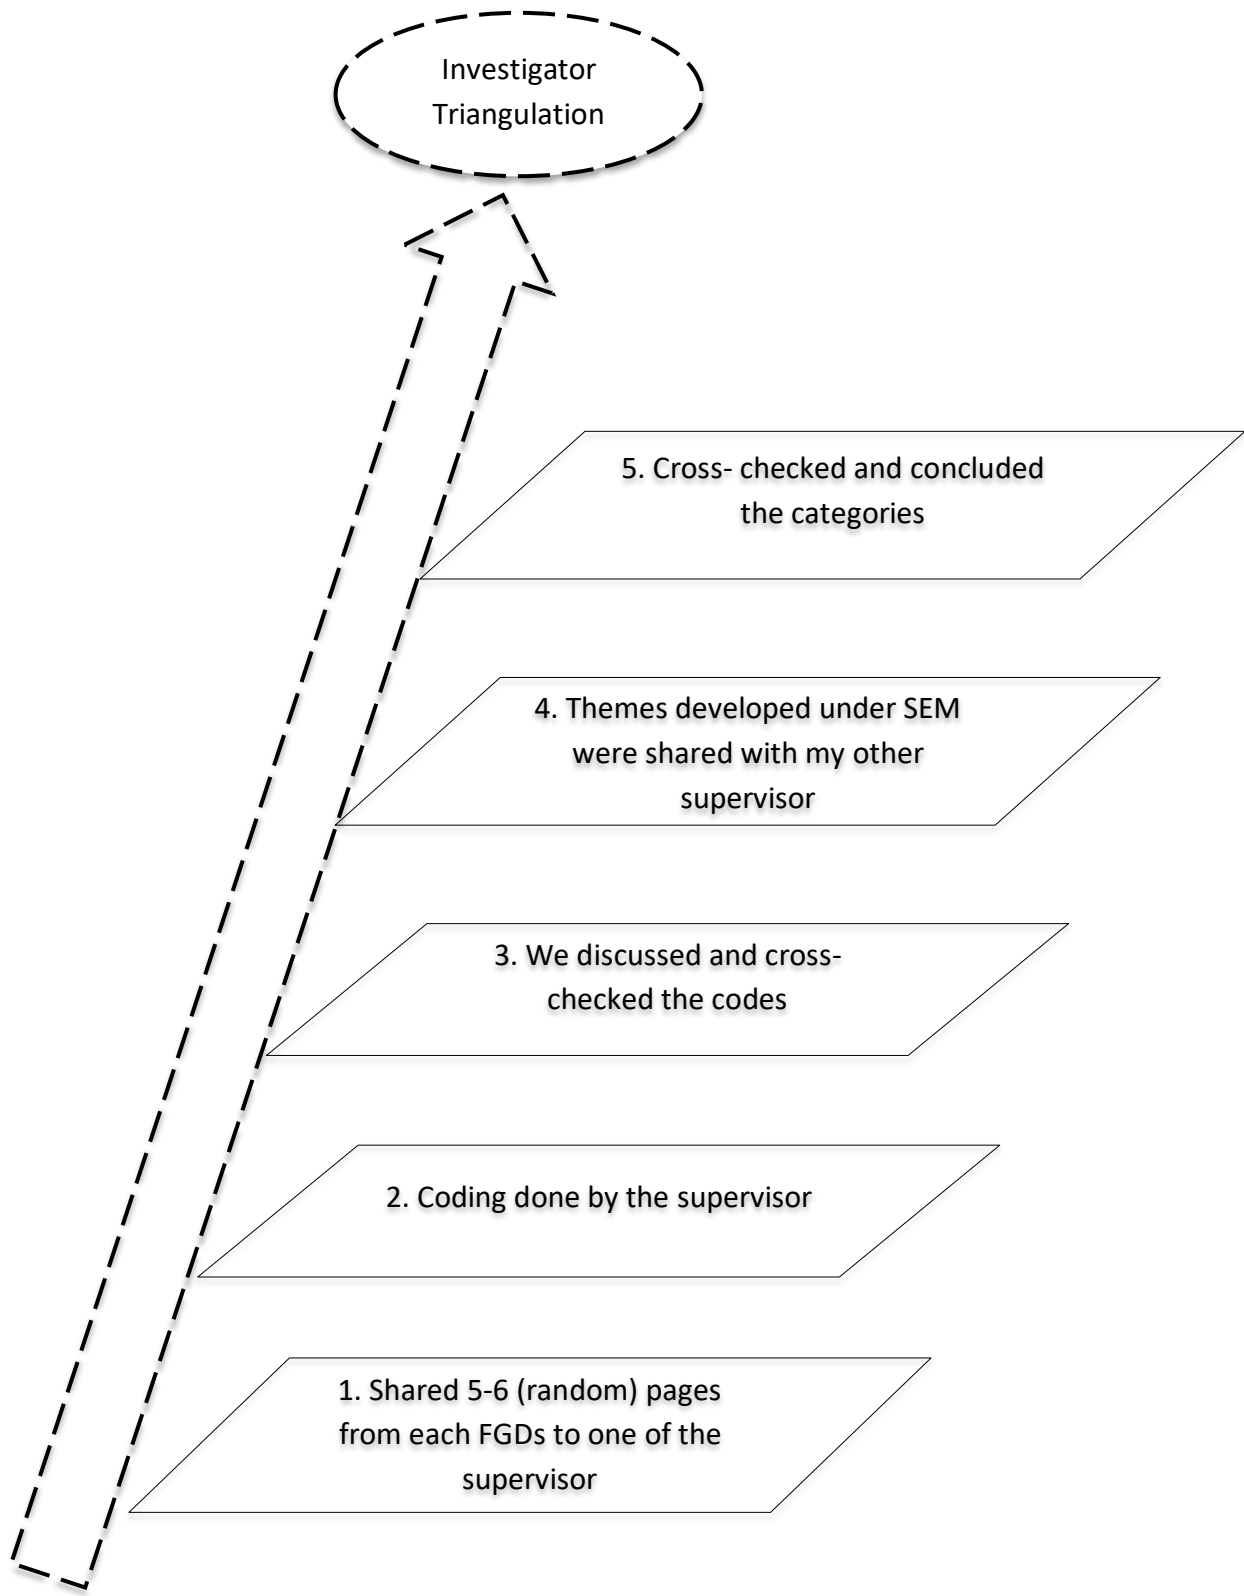 Investigator
Triangulation
5. Cross- checked and concluded
the categories
4. Themes developed under SEM
were shared with my other
supervisor
3. We discussed and cross-
checked the codes
2. Coding done by the supervisor
1. Shared 5-6 (random) pages
from each FGDs to one of the
supervisor